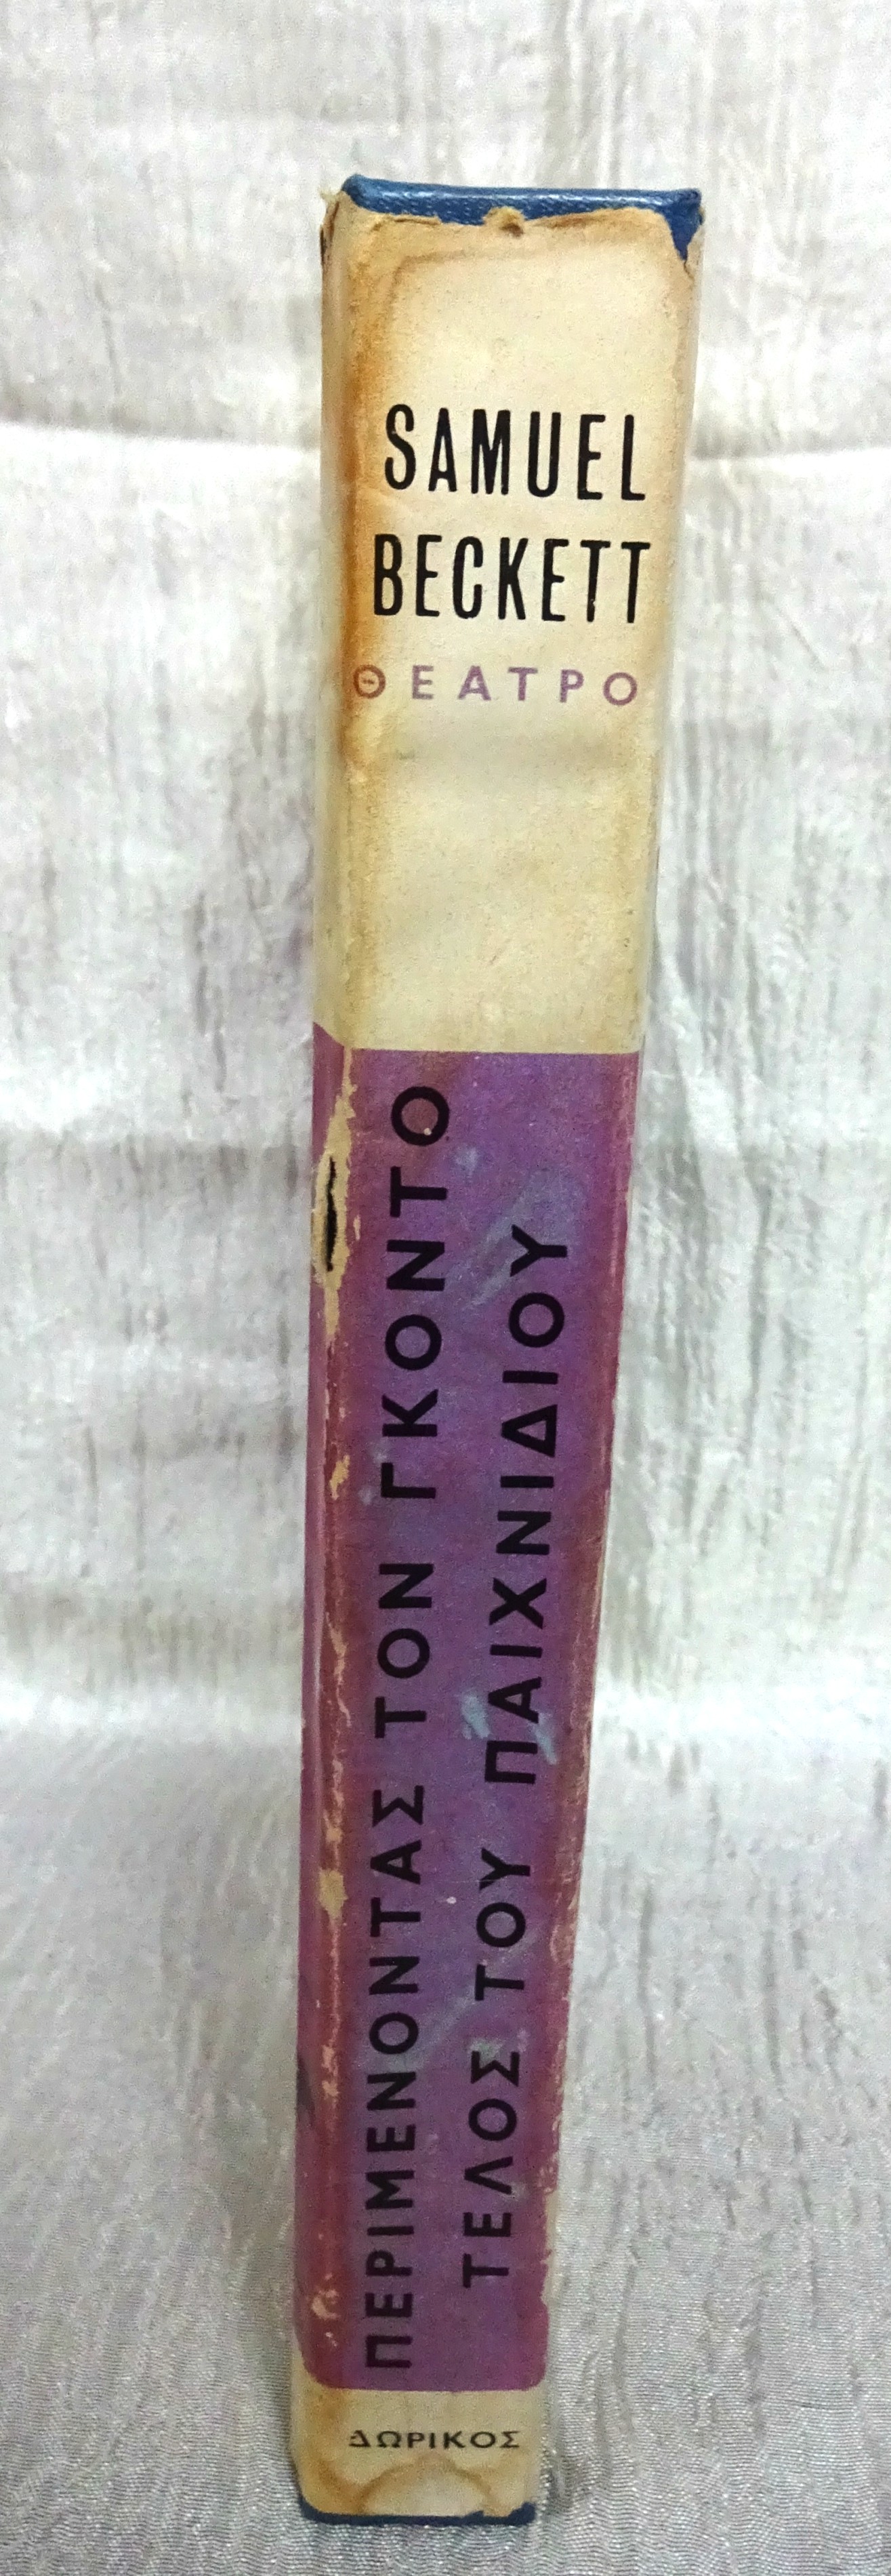 SAMUEL
BECKETT
ΘΕΑΤΡΟ
ΠΕΡΙΜΕΝΟΝΤΑΣ ΤΟΝ ΓΚΟΝΤΟ
ΤΕΛΟΣ ΤΟΥ ΠΑΙΧΝΙΔΙΟΥ
ΔΩΡΙΚΟΣ